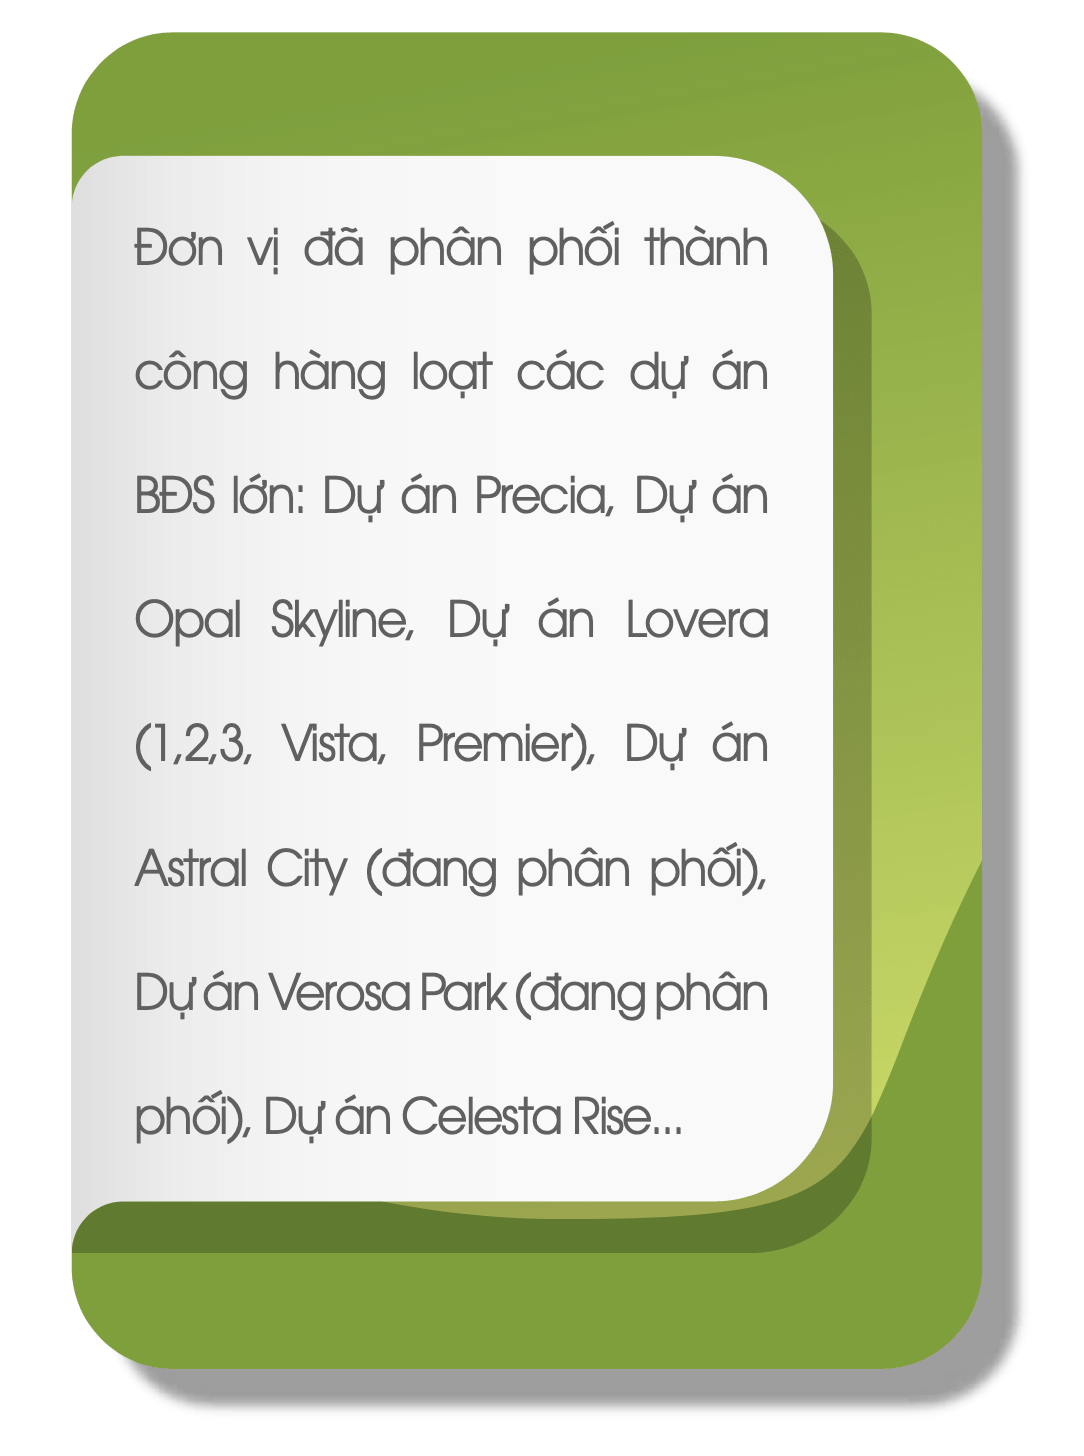 Đơn vị đã phân phối thành
công hàng loạt các dự án
BĐS lớn: Dự án Precia, Dự án
Opal Skyline, Dự án Lovera
(1,2,3, Vista, Premier), Dự án
Astral City (đang phân phối),
Dự án Verosa Park (đang phân
phối), Dự án Celesta Rise...